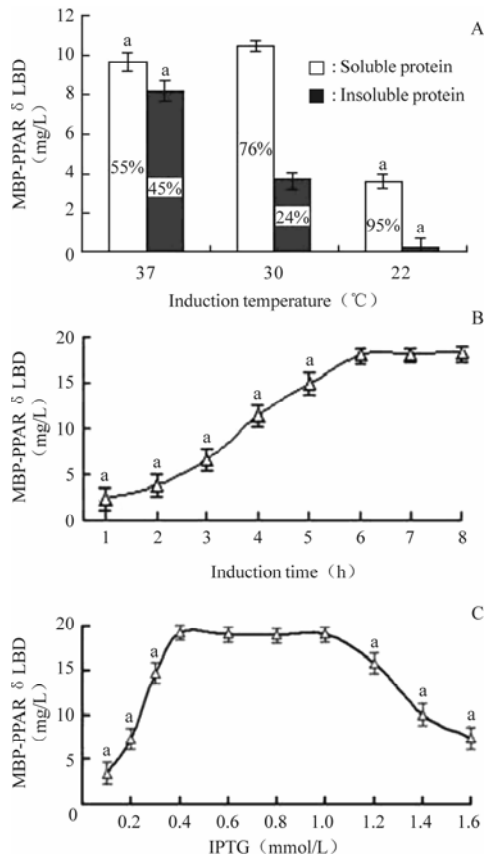 A
12
10
8
6
4
2
0
MBP-PPAR δ LBD
(mg/L)
a
a
a
a
□ : Soluble protein
■ : Insoluble protein
55%
45%
76%
24%
95%
37
30
22
Induction temperature（℃）
B
20
15
10
5
0
MBP-PPAR δ LBD
(mg/L)
a
a
a
a
a
1 2 3 4 5 6 7 8
Induction time（h）
C
20
15
10
5
0
MBP-PPAR δ LBD
(mg/L)
a
a
a
a
a
a
0.2 0.4 0.6 0.8 1.0 1.2 1.4 1.6
IPTG（mmol/L）